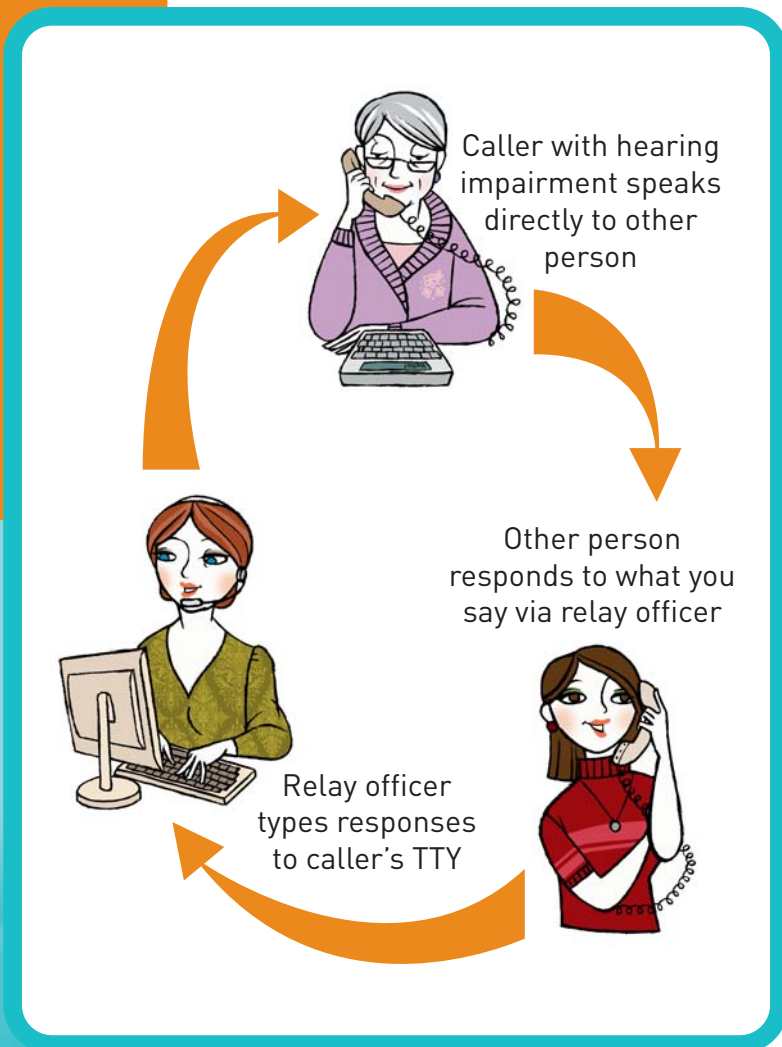 Caller with hearing
impairment speaks
directly to other
person
Other person
responds to what you
say via relay officer
Relay officer
types responses
to caller’s TTY